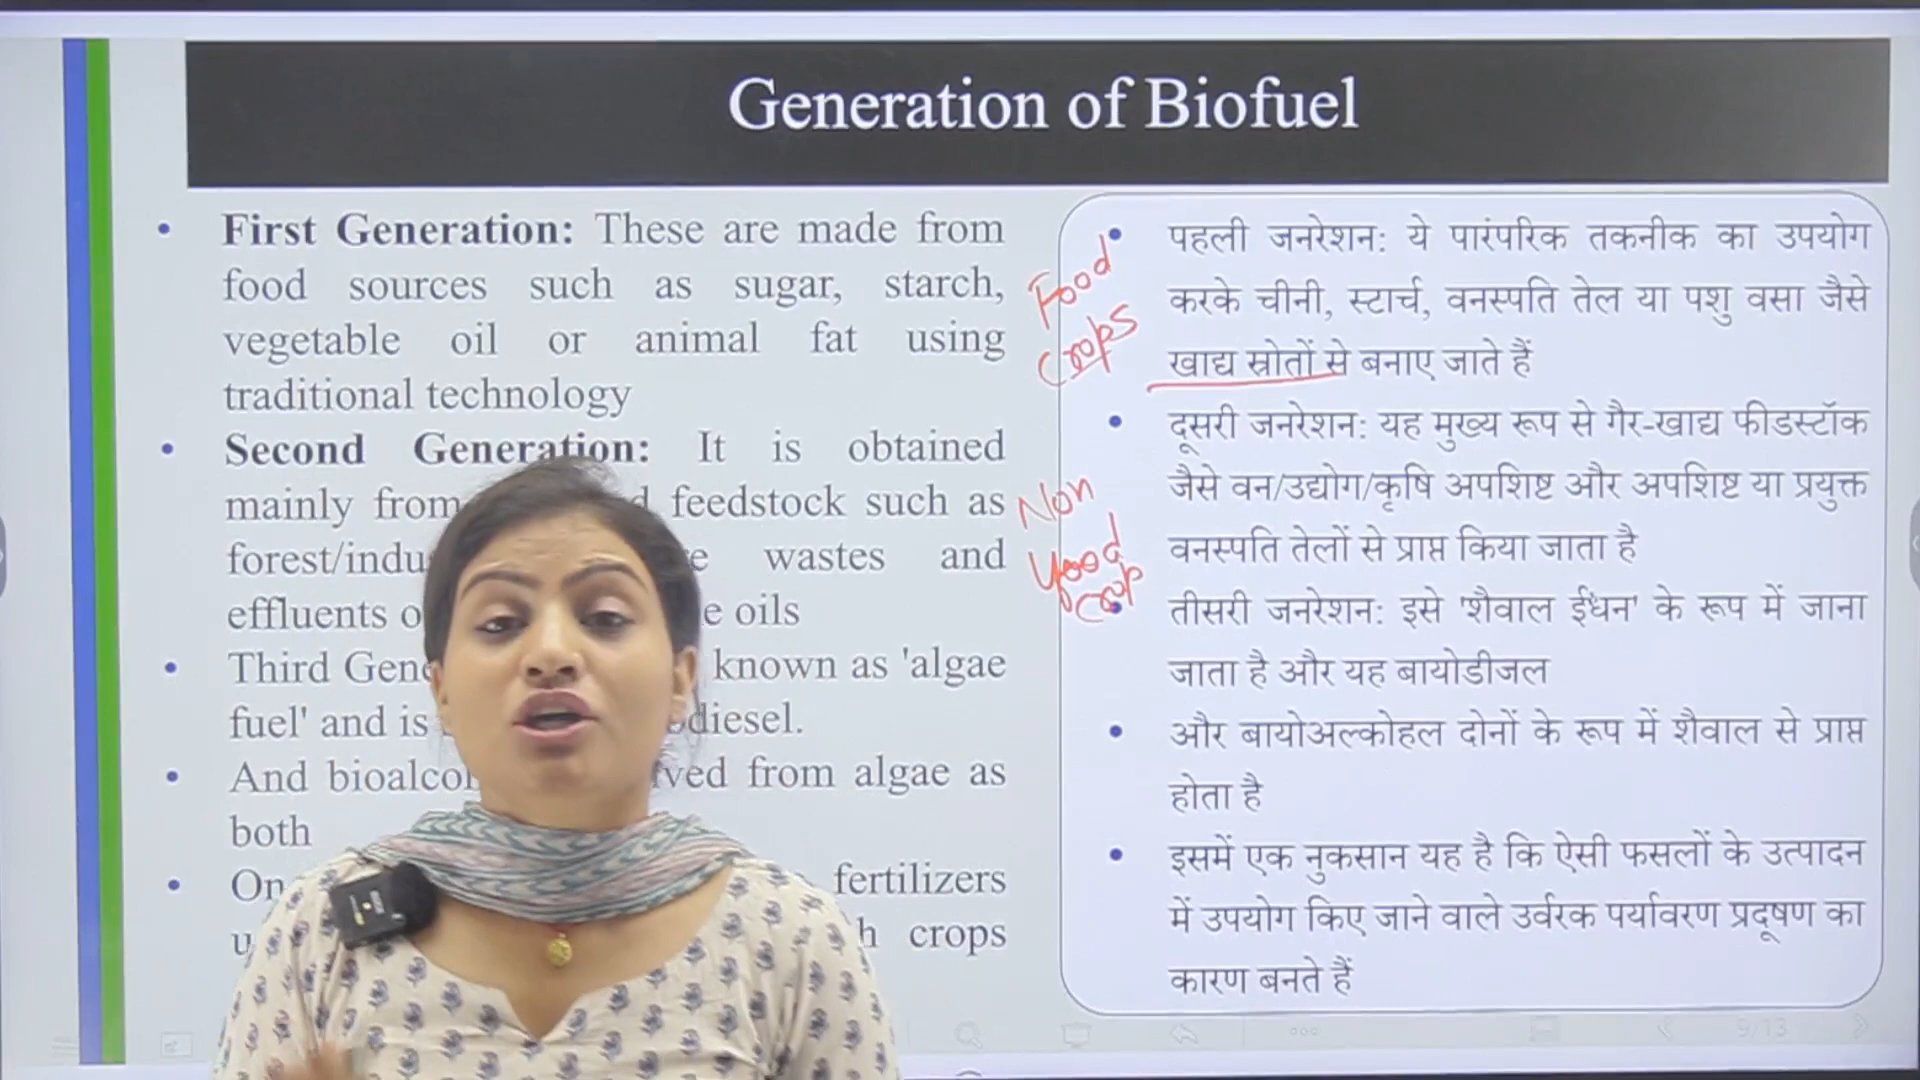 Generation of Biofuel
• First Generation: These are made from
food sources such as sugar, starch,
vegetable oil or animal fat using
traditional technology
• Second Generation: It is obtained
mainly from feedstock such as
wastes and
effluents oils
• Third known as 'algae
fuel' and is
• And from algae as
both
• fertilizers
crops
Food
Crops
Non
Food
Crop
• पहली जनरेशन: ये पारंपरिक तकनीक का उपयोग
करके चीनी, स्टार्च, वनस्पति तेल या पशु वसा जैसे
खाद्य स्रोतों से बनाए जाते हैं
• दूसरी जनरेशन: यह मुख्य रूप से गैर-खाद्य फीडस्टॉक
जैसे वन/उद्योग/कृषि अपशिष्ट और अपशिष्ट या प्रयुक्त
वनस्पति तेलों से प्राप्त किया जाता है
• तीसरी जनरेशन: इसे 'शैवाल ईंधन' के रूप में जाना
जाता है और यह बायोडीजल
• और बायोअल्कोहल दोनों के रूप में शैवाल से प्राप्त
होता है
• इसमें एक नुकसान यह है कि ऐसी फसलों के उत्पादन
में उपयोग किए जाने वाले उर्वरक पर्यावरण प्रदूषण का
कारण बनते हैं
9/13